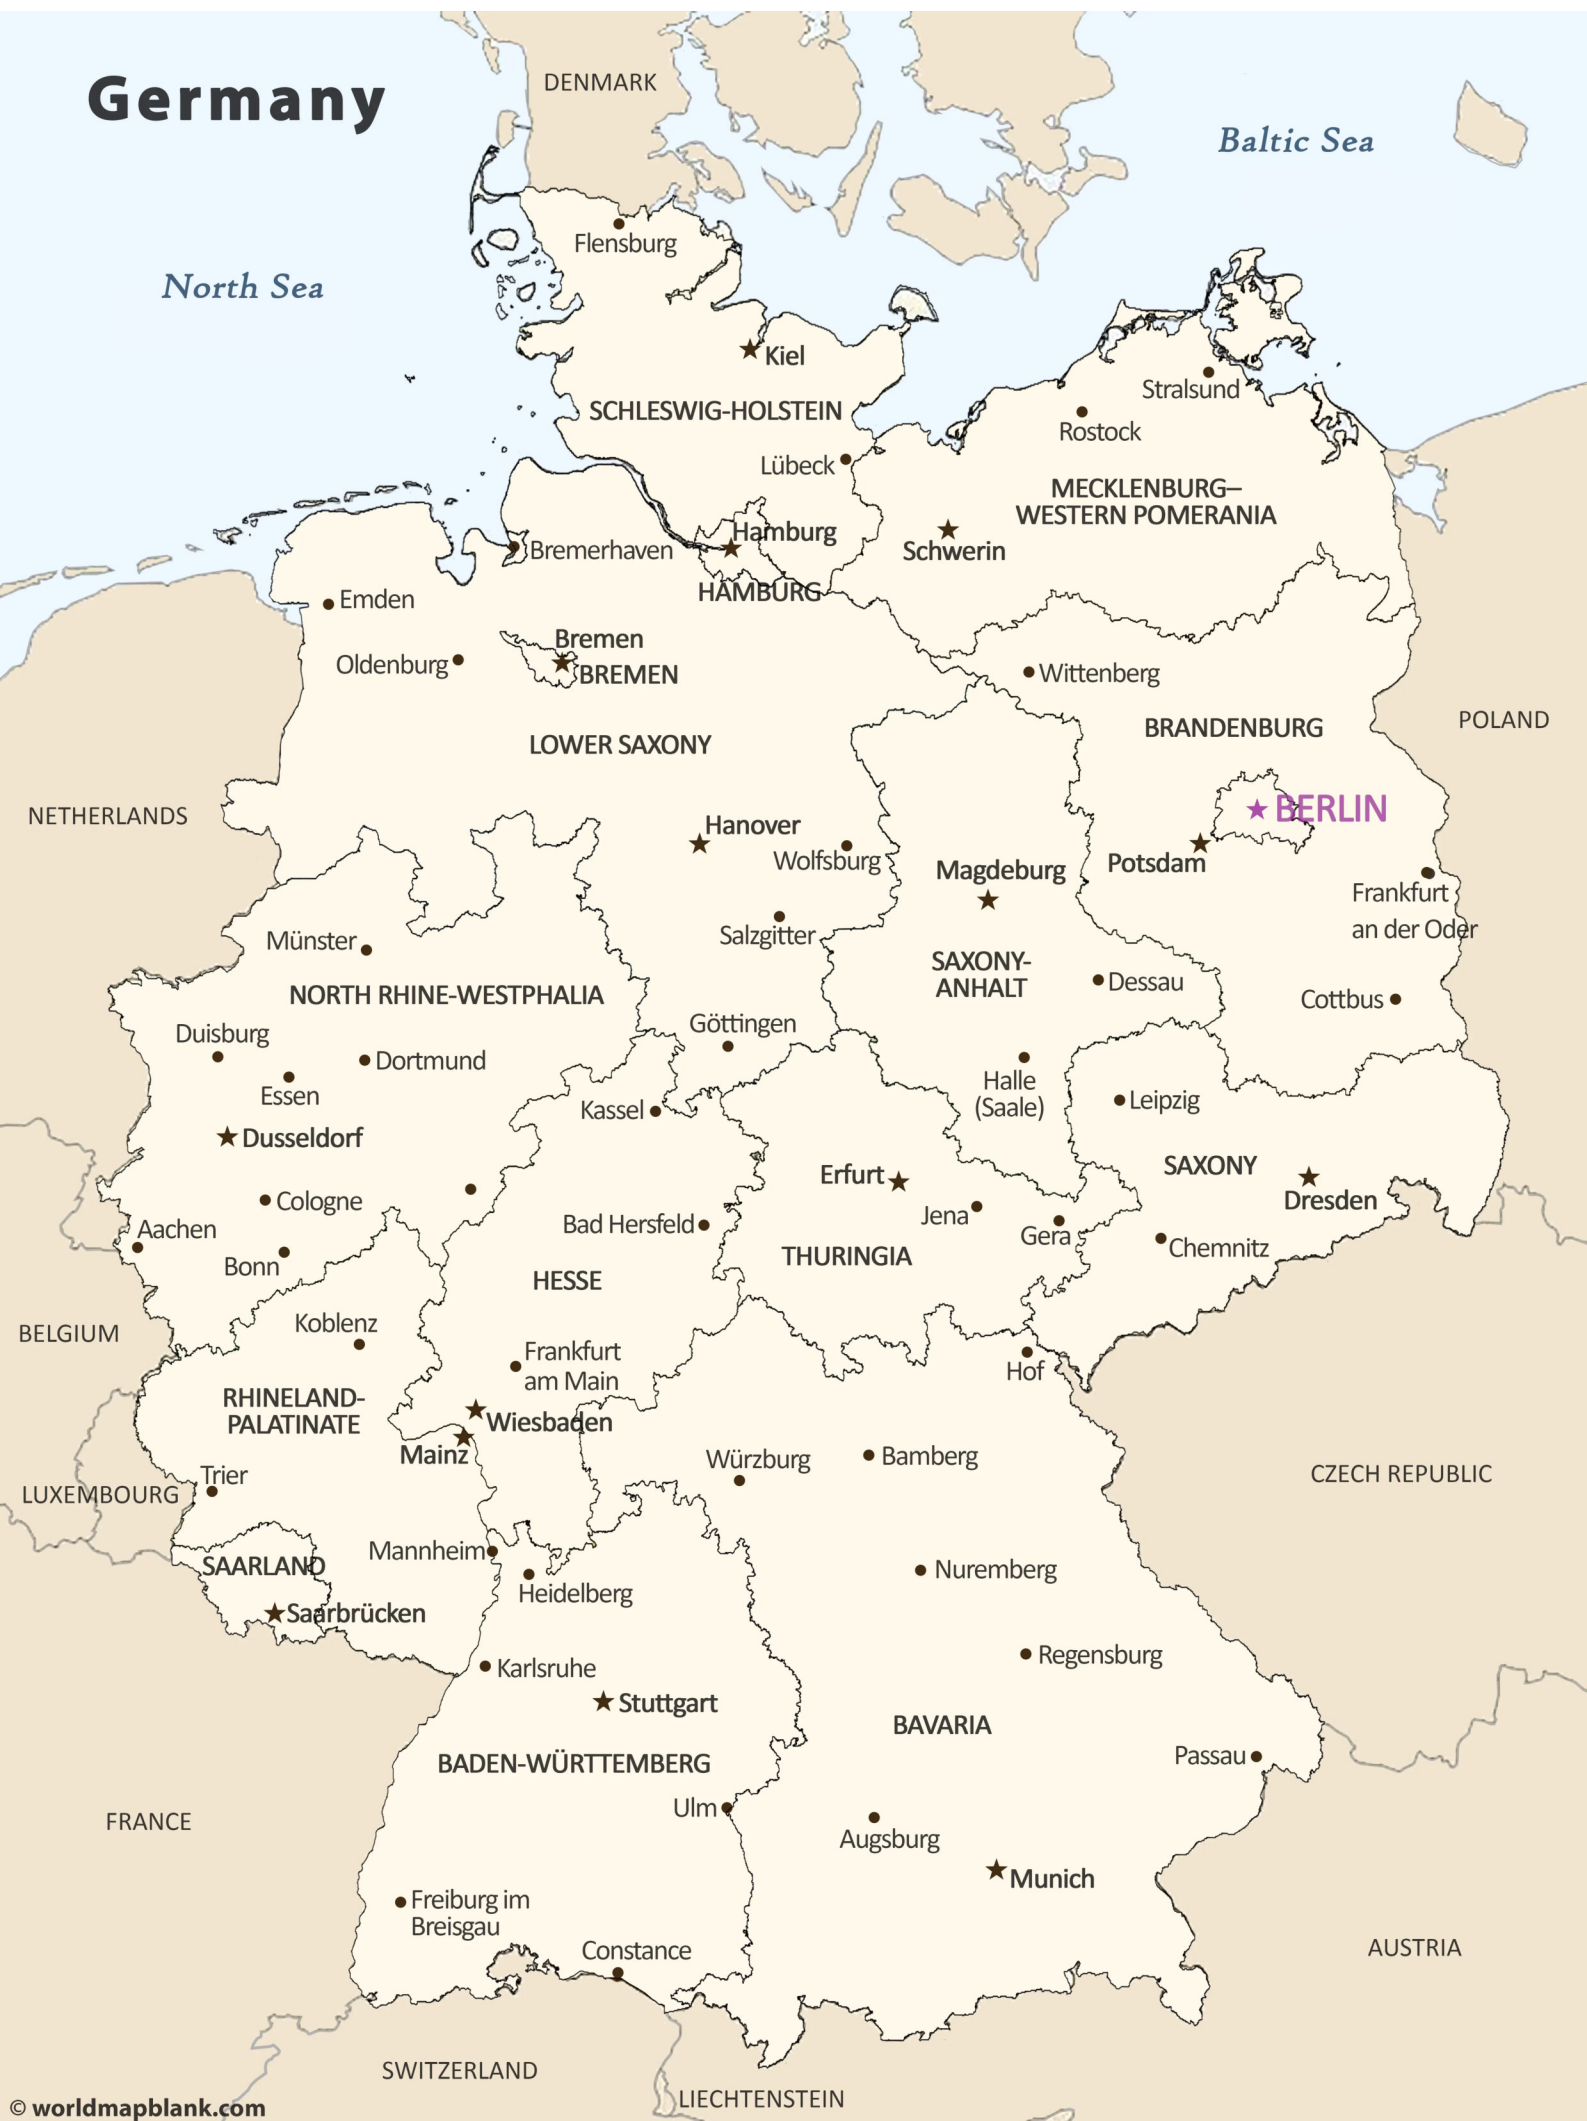 Germany
DENMARK
Baltic Sea
North Sea
Flensburg
Kiel
SCHLESWIG-HOLSTEIN
Stralsund
Rostock
Lübeck
MECKLENBURG–
WESTERN POMERANIA
Hamburg
Schwerin
Bremerhaven
HAMBURG
Emden
Bremen
BREMEN
Oldenburg
Wittenberg
POLAND
BRANDENBURG
LOWER SAXONY
NETHERLANDS
BERLIN
Hanover
Wolfsburg
Potsdam
Magdeburg
Frankfurt
an der Oder
Salzgitter
Münster
SAXONY-
ANHALT
Dessau
NORTH RHINE-WESTPHALIA
Cottbus
Göttingen
Duisburg
Dortmund
Essen
Halle
(Saale)
Leipzig
Kassel
Dusseldorf
SAXONY
Erfurt
Dresden
Cologne
Jena
Bad Hersfeld
Aachen
Gera
Chemnitz
Bonn
THURINGIA
HESSE
Koblenz
BELGIUM
Frankfurt
am Main
Hof
RHINELAND-
PALATINATE
Wiesbaden
Mainz
Würzburg
Bamberg
CZECH REPUBLIC
Trier
LUXEMBOURG
Mannheim
SAARLAND
Nuremberg
Heidelberg
Saarbrücken
Regensburg
Karlsruhe
Stuttgart
BAVARIA
Passau
BADEN-WÜRTTEMBERG
Ulm
FRANCE
Augsburg
Munich
Freiburg im
Breisgau
AUSTRIA
Constance
SWITZERLAND
LIECHTENSTEIN
© worldmapblank.com